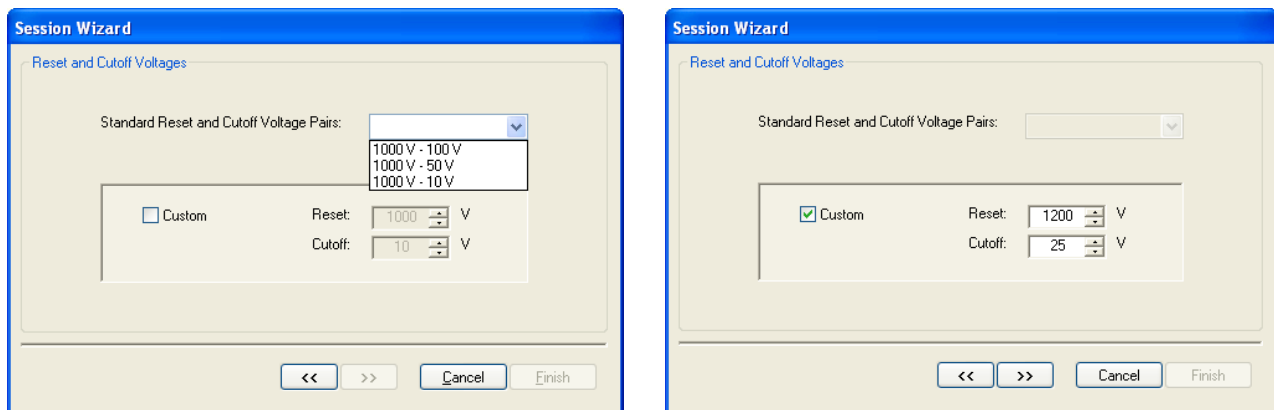 Session Wizard
Reset and Cutoff Voltages
Standard Reset and Cutoff Voltage Pairs:
1000 V - 100 V
1000 V - 50 V
1000 V - 10 V
Custom
Reset: 1000 V
Cutoff: 10 V
<< >> Cancel Finish
Session Wizard
Reset and Cutoff Voltages
Standard Reset and Cutoff Voltage Pairs:
Custom
Reset: 1200 V
Cutoff: 25 V
<< >> Cancel Finish